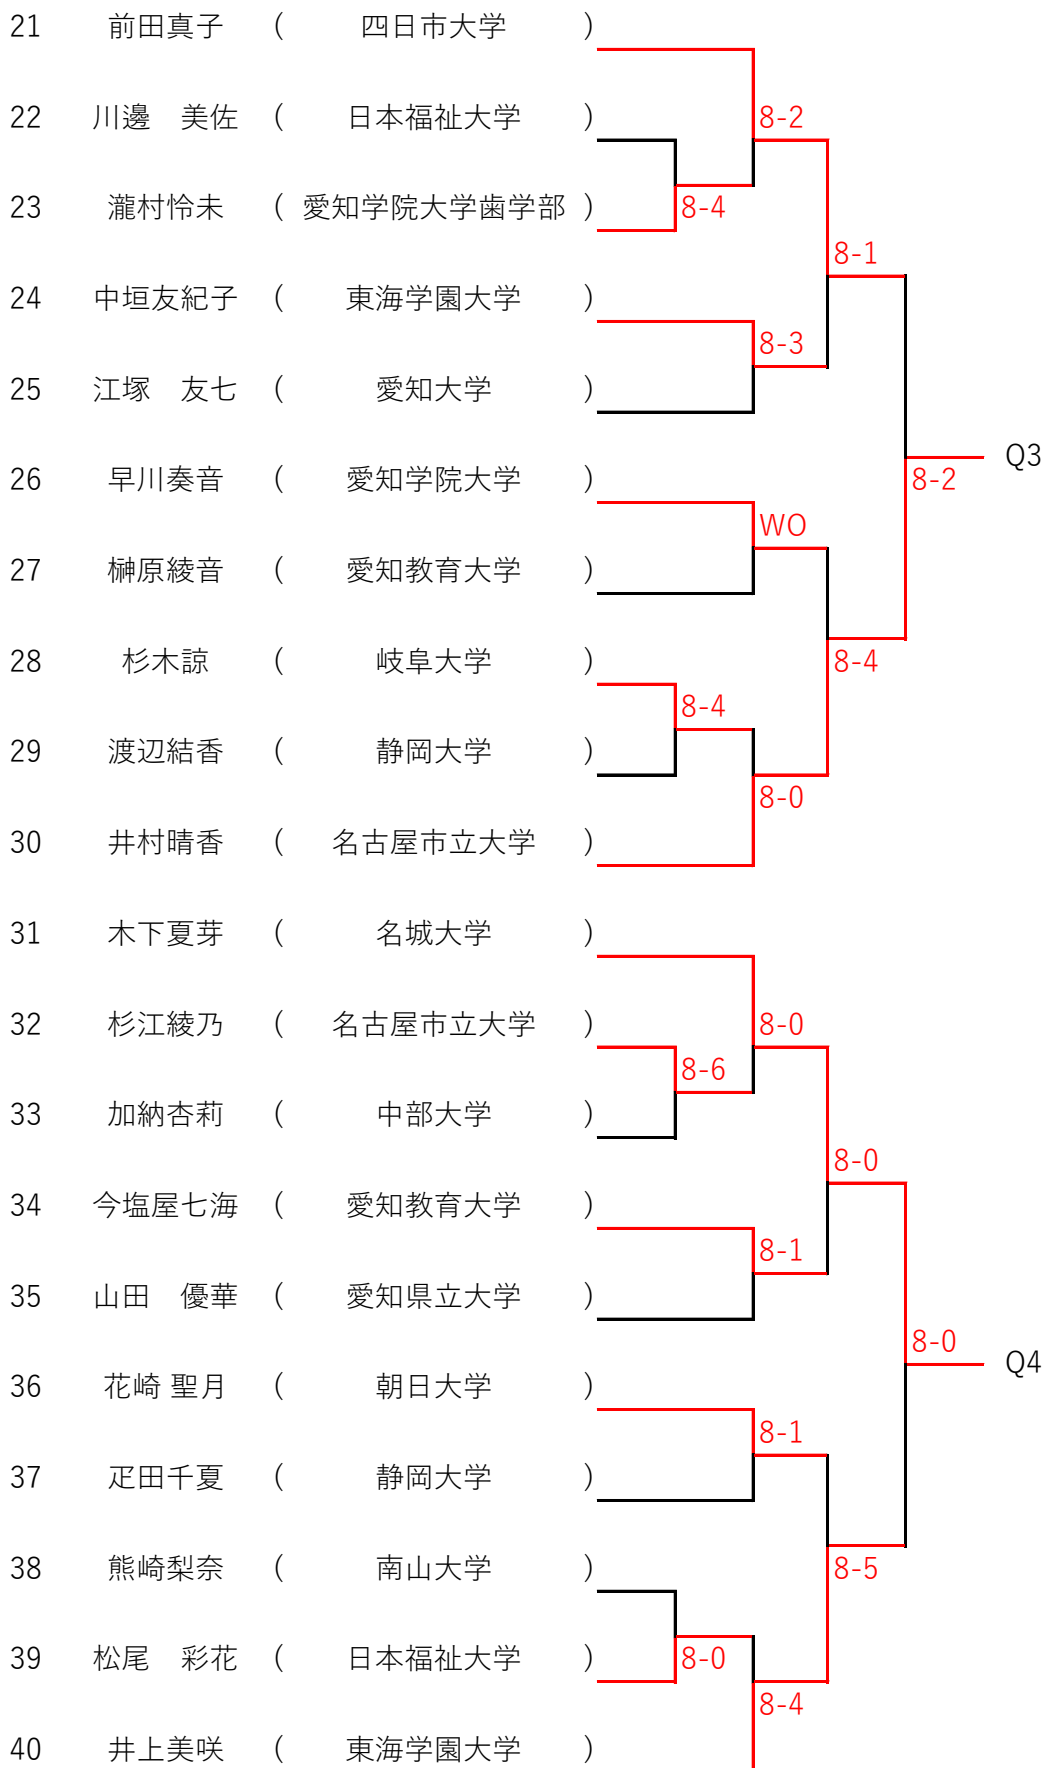 21 前田真子 ( 四日市大学 )
22 川邊　美佐 ( 日本福祉大学 ) 8-2
23 瀧村怜未 ( 愛知学院大学歯学部 ) 8-4
8-1
24 中垣友紀子 ( 東海学園大学 )
8-3
25 江塚　友七 ( 愛知大学 )
Q3
26 早川奏音 ( 愛知学院大学 ) 8-2
WO
27 榊原綾音 ( 愛知教育大学 )
28 杉木諒 ( 岐阜大学 ) 8-4
8-4
29 渡辺結香 ( 静岡大学 )
8-0
30 井村晴香 ( 名古屋市立大学 )
31 木下夏芽 ( 名城大学 )
32 杉江綾乃 ( 名古屋市立大学 ) 8-0
8-6
33 加納杏莉 ( 中部大学 )
8-0
34 今塩屋七海 ( 愛知教育大学 )
8-1
35 山田　優華 ( 愛知県立大学 )
8-0
Q4
36 花崎 聖月 ( 朝日大学 )
8-1
37 疋田千夏 ( 静岡大学 )
38 熊崎梨奈 ( 南山大学 ) 8-5
39 松尾　彩花 ( 日本福祉大学 ) 8-0
8-4
40 井上美咲 ( 東海学園大学 )